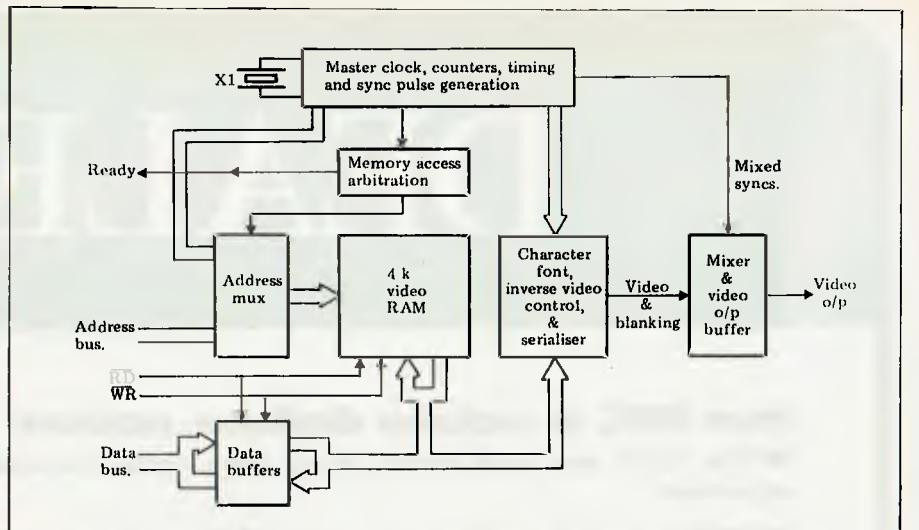 Master clock, counters, timing
and sync pulse generation
X1
Ready
Memory access
arbitration
Mixed
syncs.
Address
mux
4 k
video
RAM
Character
font,
inverse video
control,
&
serialiser
Video
&
blanking
Mixer
&
video
o/p
buffer
Video
o/p
Address
bus.
RD
WR
Data
bus.
Data
buffers